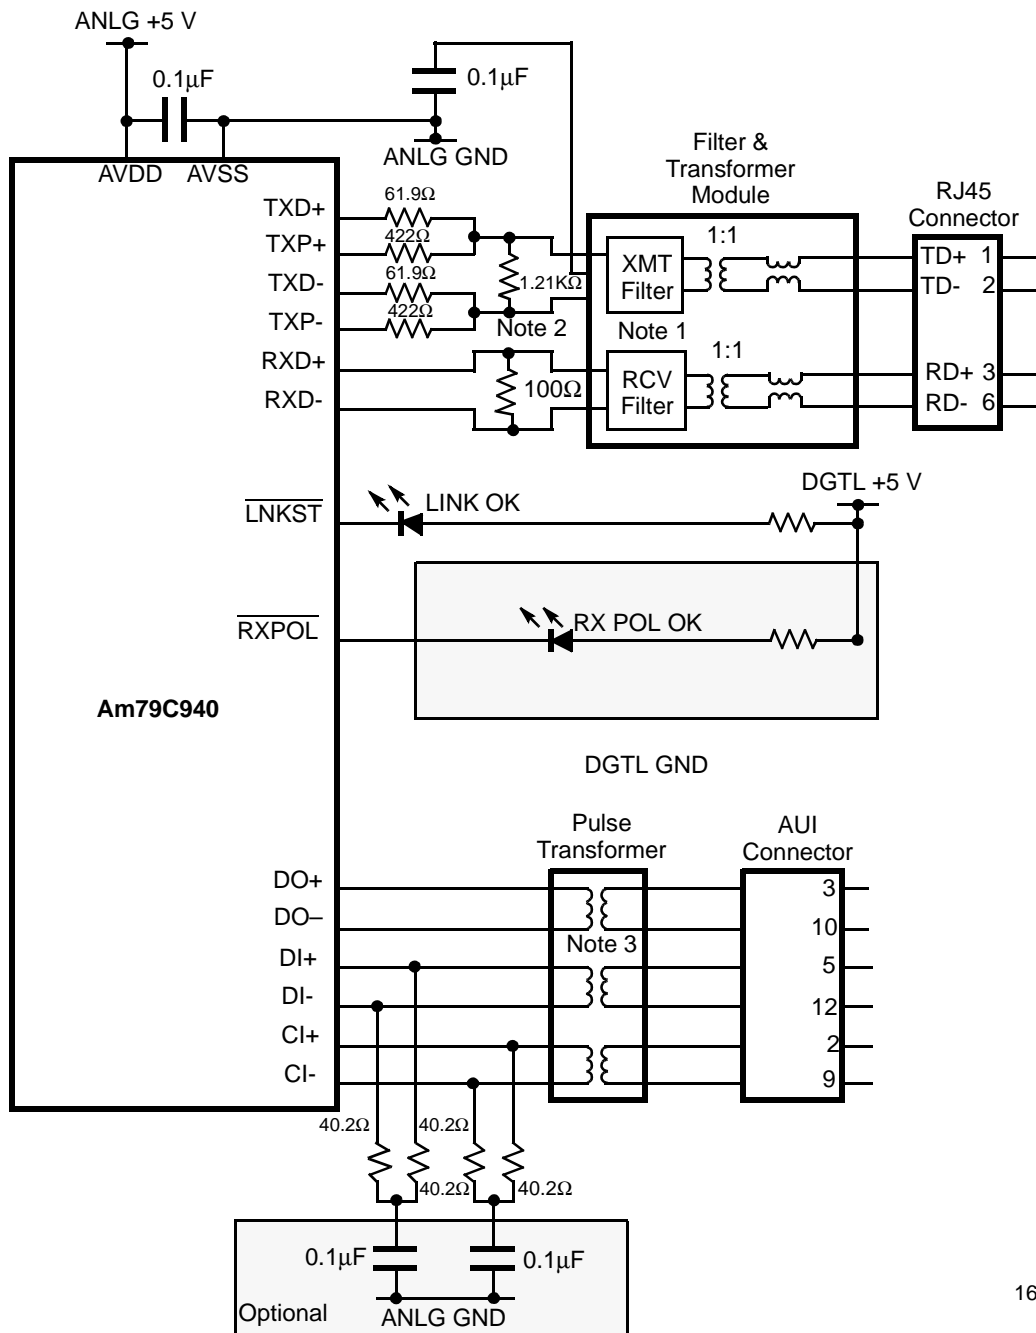 ANLG +5 V
0.1µF
0.1µF
ANLG GND
AVDD AVSS
Filter &
Transformer
Module
RJ45
Connector
TXD+
61.9Ω
TXP+
422Ω
TXD-
61.9Ω
TXP-
422Ω
1.21KΩ
Note 2
XMT
Filter
1:1
TD+ 1
TD- 2
Note 1
RXD+
RXD-
100Ω
RCV
Filter
1:1
RD+ 3
RD- 6
DGTL +5 V
LNKST
LINK OK
RXPOL
RX POL OK
Am79C940
DGTL GND
Pulse
Transformer
AUI
Connector
DO+
3
DO–
10
Note 3
DI+
5
DI-
12
CI+
2
CI-
9
40.2Ω
40.2Ω
40.2Ω
40.2Ω
0.1µF
0.1µF
Optional
ANLG GND
16